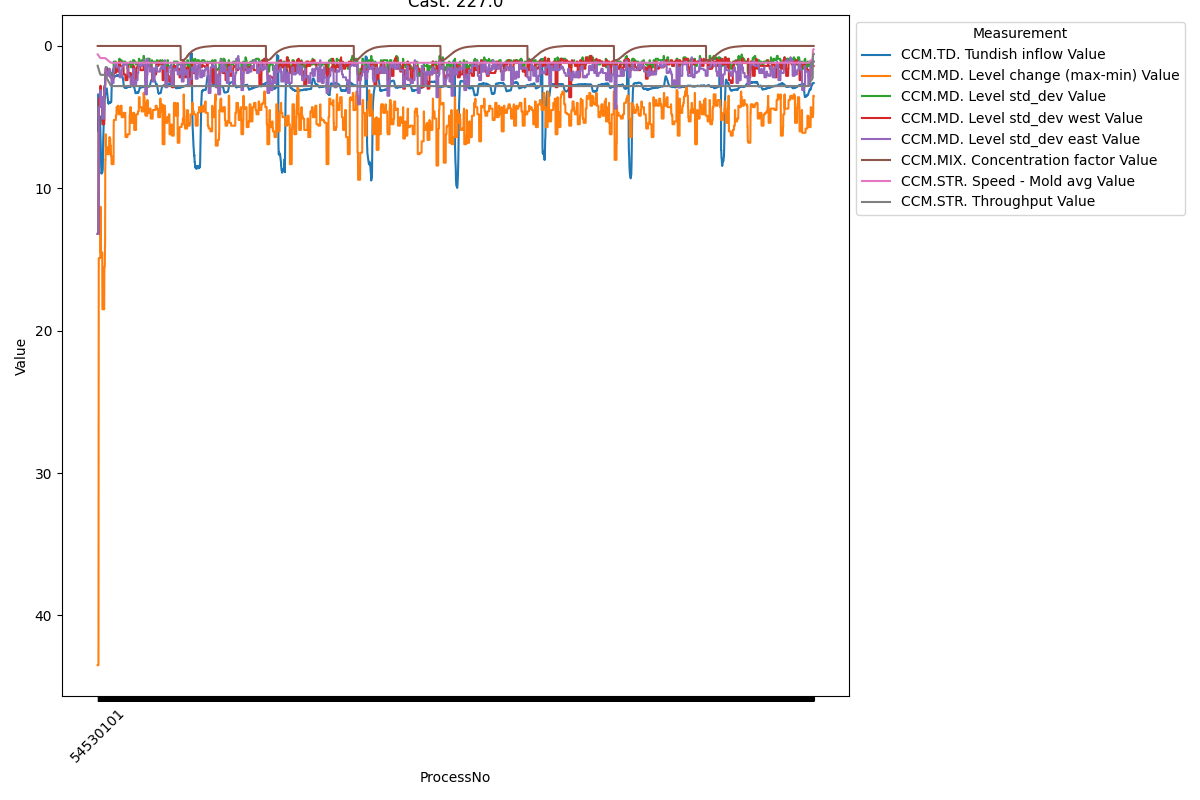 Cast: 227.0
Measurement
CCM.TD. Tundish inflow Value
CCM.MD. Level change (max-min) Value
CCM.MD. Level std_dev Value
CCM.MD. Level std_dev west Value
CCM.MD. Level std_dev east Value
CCM.MIX. Concentration factor Value
CCM.STR. Speed - Mold avg Value
CCM.STR. Throughput Value
0
10
20
30
40
Value
54530101
ProcessNo